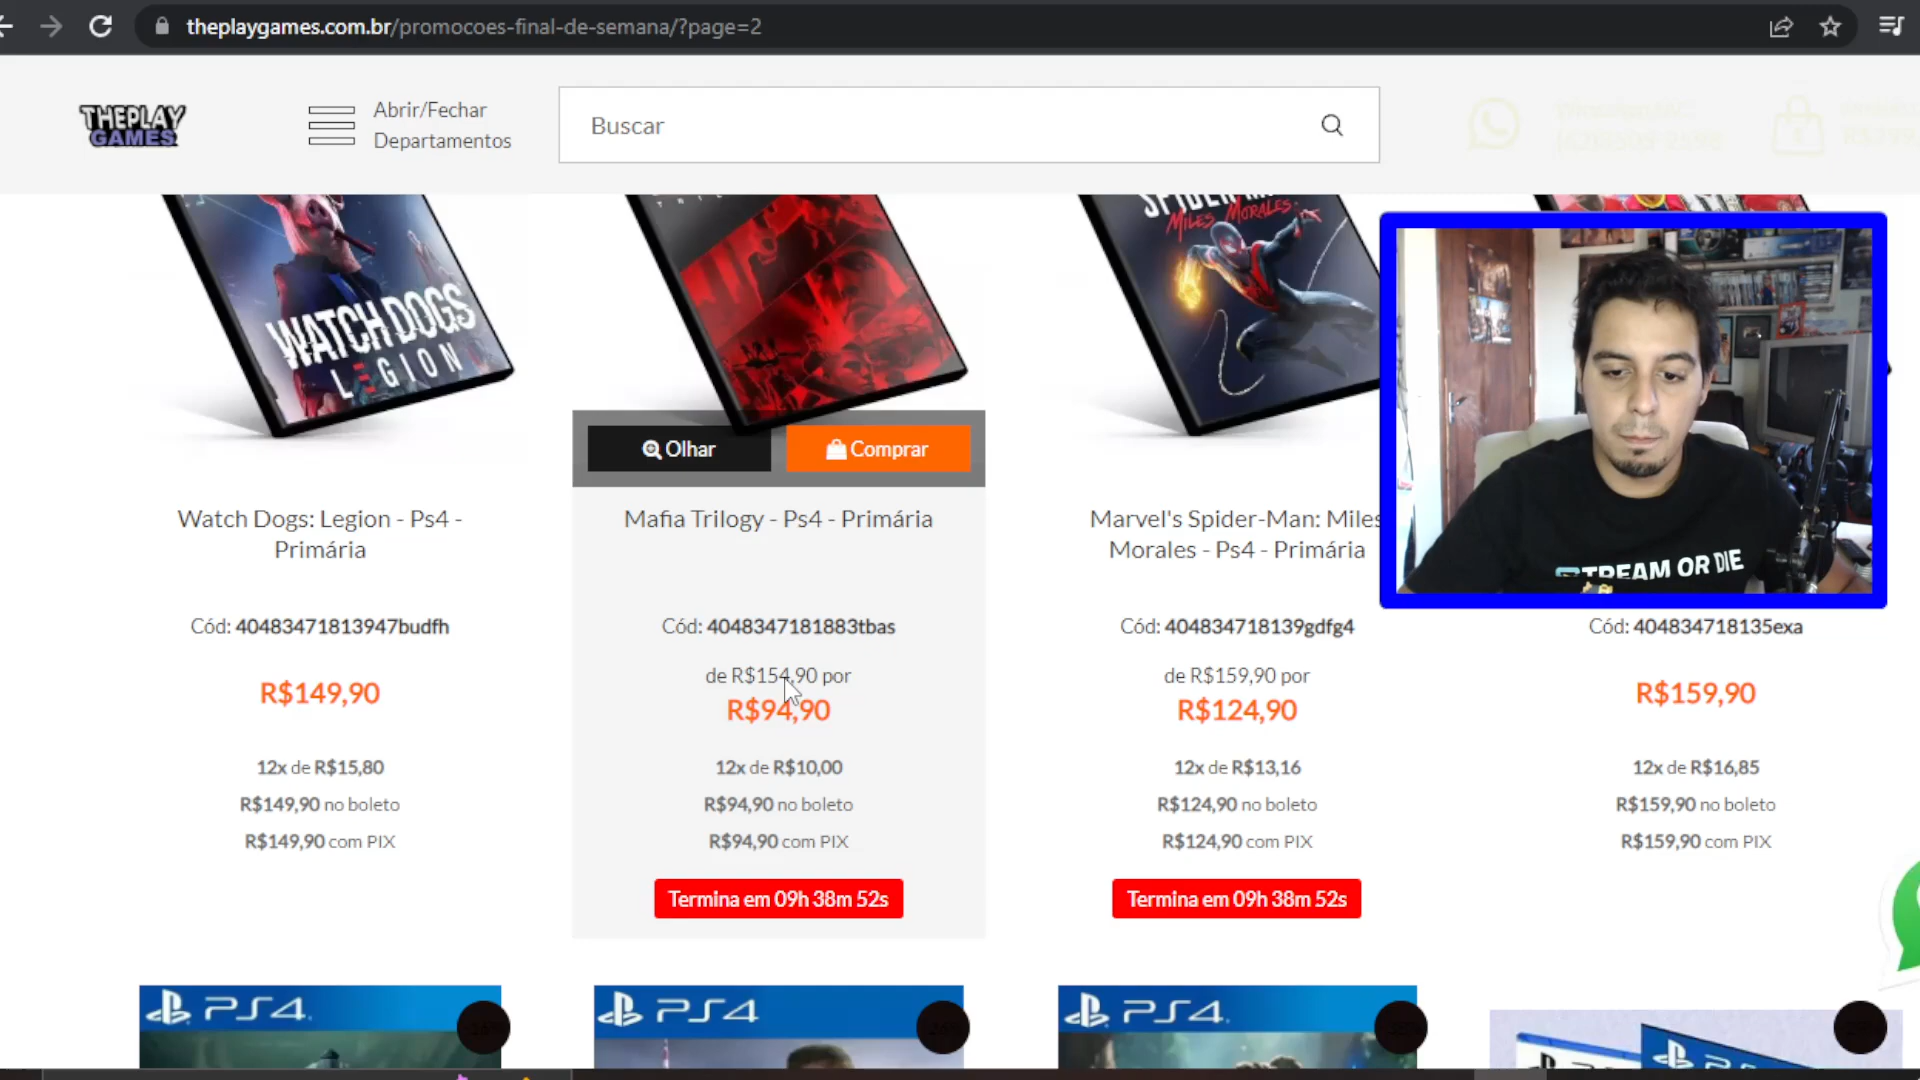 theplaygames.com.br/promocoes-final-de-semana/?page=2
THEPLAY
GAMES
Abrir/Fechar
Departamentos
Buscar
WATCH DOGS
LEGION
MILES MORALES
Olhar
Comprar
STREAM OR DIE
Watch Dogs: Legion - Ps4 -
Primária
Cód: 40483471813947budfh
R$149,90
12x de R$15,80
R$149,90 no boleto
R$149,90 com PIX
Mafia Trilogy - Ps4 - Primária
Cód: 4048347181883tbas
de R$154,90 por
R$94,90
12x de R$10,00
R$94,90 no boleto
R$94,90 com PIX
Termina em 09h 38m 52s
Marvel's Spider-Man: Miles
Morales - Ps4 - Primária
Cód: 404834718139gdfg4
de R$159,90 por
R$124,90
12x de R$13,16
R$124,90 no boleto
R$124,90 com PIX
Termina em 09h 38m 52s
Cód: 404834718135exa
R$159,90
12x de R$16,85
R$159,90 no boleto
R$159,90 com PIX
PS4
PS4
PS4